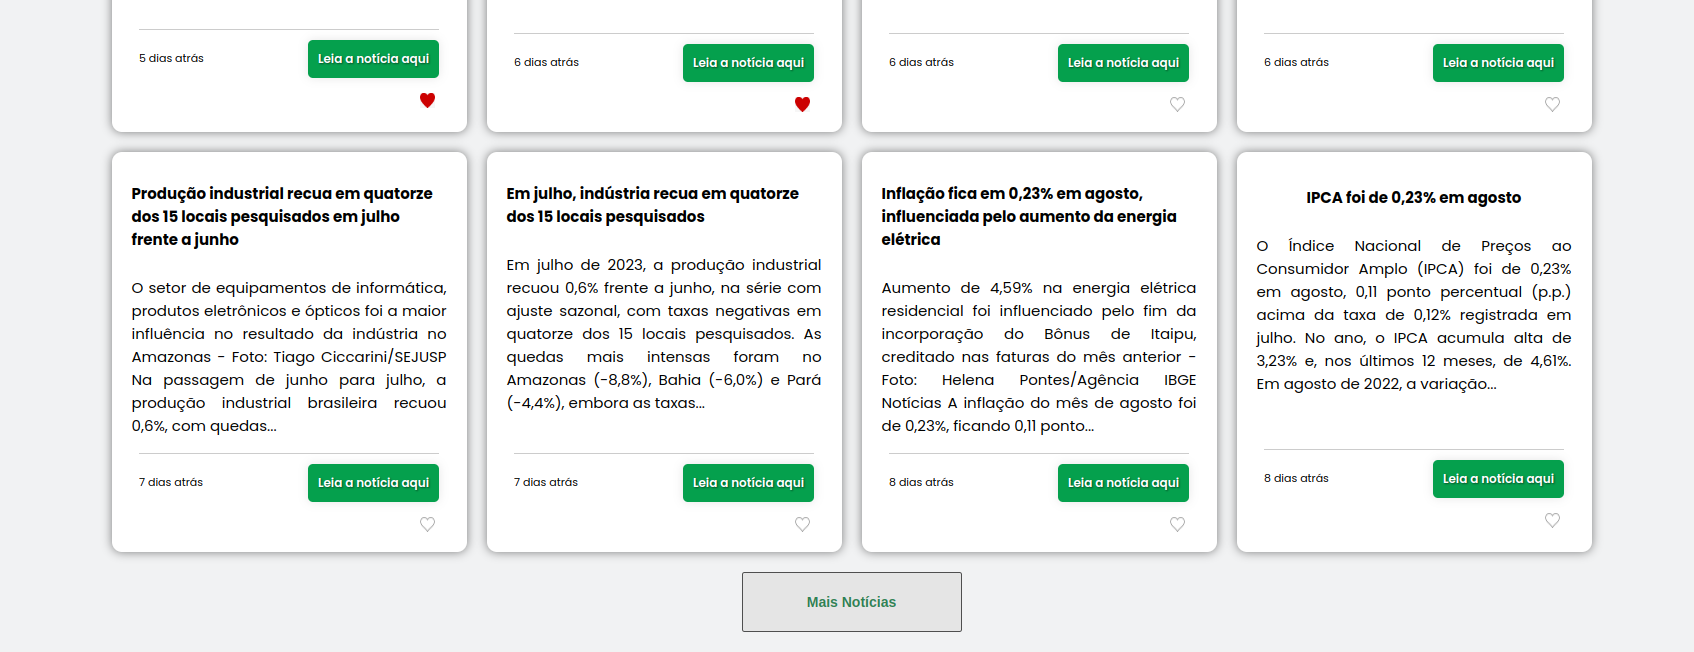 5 dias atrás
Leia a notícia aqui
6 dias atrás
Leia a notícia aqui
6 dias atrás
Leia a notícia aqui
6 dias atrás
Leia a notícia aqui
Produção industrial recua em quatorze
dos 15 locais pesquisados em julho
frente a junho
O setor de equipamentos de informática,
produtos eletrônicos e ópticos foi a maior
influência no resultado da indústria no
Amazonas - Foto: Tiago Ciccarini/SEJUSP
Na passagem de junho para julho, a
produção industrial brasileira recuou
0,6%, com quedas...
7 dias atrás
Leia a notícia aqui
Em julho, indústria recua em quatorze
dos 15 locais pesquisados
Em julho de 2023, a produção industrial
recuou 0,6% frente a junho, na série com
ajuste sazonal, com taxas negativas em
quatorze dos 15 locais pesquisados. As
quedas mais intensas foram no
Amazonas (-8,8%), Bahia (-6,0%) e Pará
(-4,4%), embora as taxas...
7 dias atrás
Leia a notícia aqui
Inflação fica em 0,23% em agosto,
influenciada pelo aumento da energia
elétrica
Aumento de 4,59% na energia elétrica
residencial foi influenciado pelo fim da
incorporação do Bônus de Itaipu,
creditado nas faturas do mês anterior -
Foto: Helena Pontes/Agência IBGE
Notícias A inflação do mês de agosto foi
de 0,23%, ficando 0,11 ponto...
8 dias atrás
Leia a notícia aqui
IPCA foi de 0,23% em agosto
O Índice Nacional de Preços ao
Consumidor Amplo (IPCA) foi de 0,23%
em agosto, 0,11 ponto percentual (p.p.)
acima da taxa de 0,12% registrada em
julho. No ano, o IPCA acumula alta de
3,23% e, nos últimos 12 meses, de 4,61%.
Em agosto de 2022, a variação...
8 dias atrás
Leia a notícia aqui
Mais Notícias